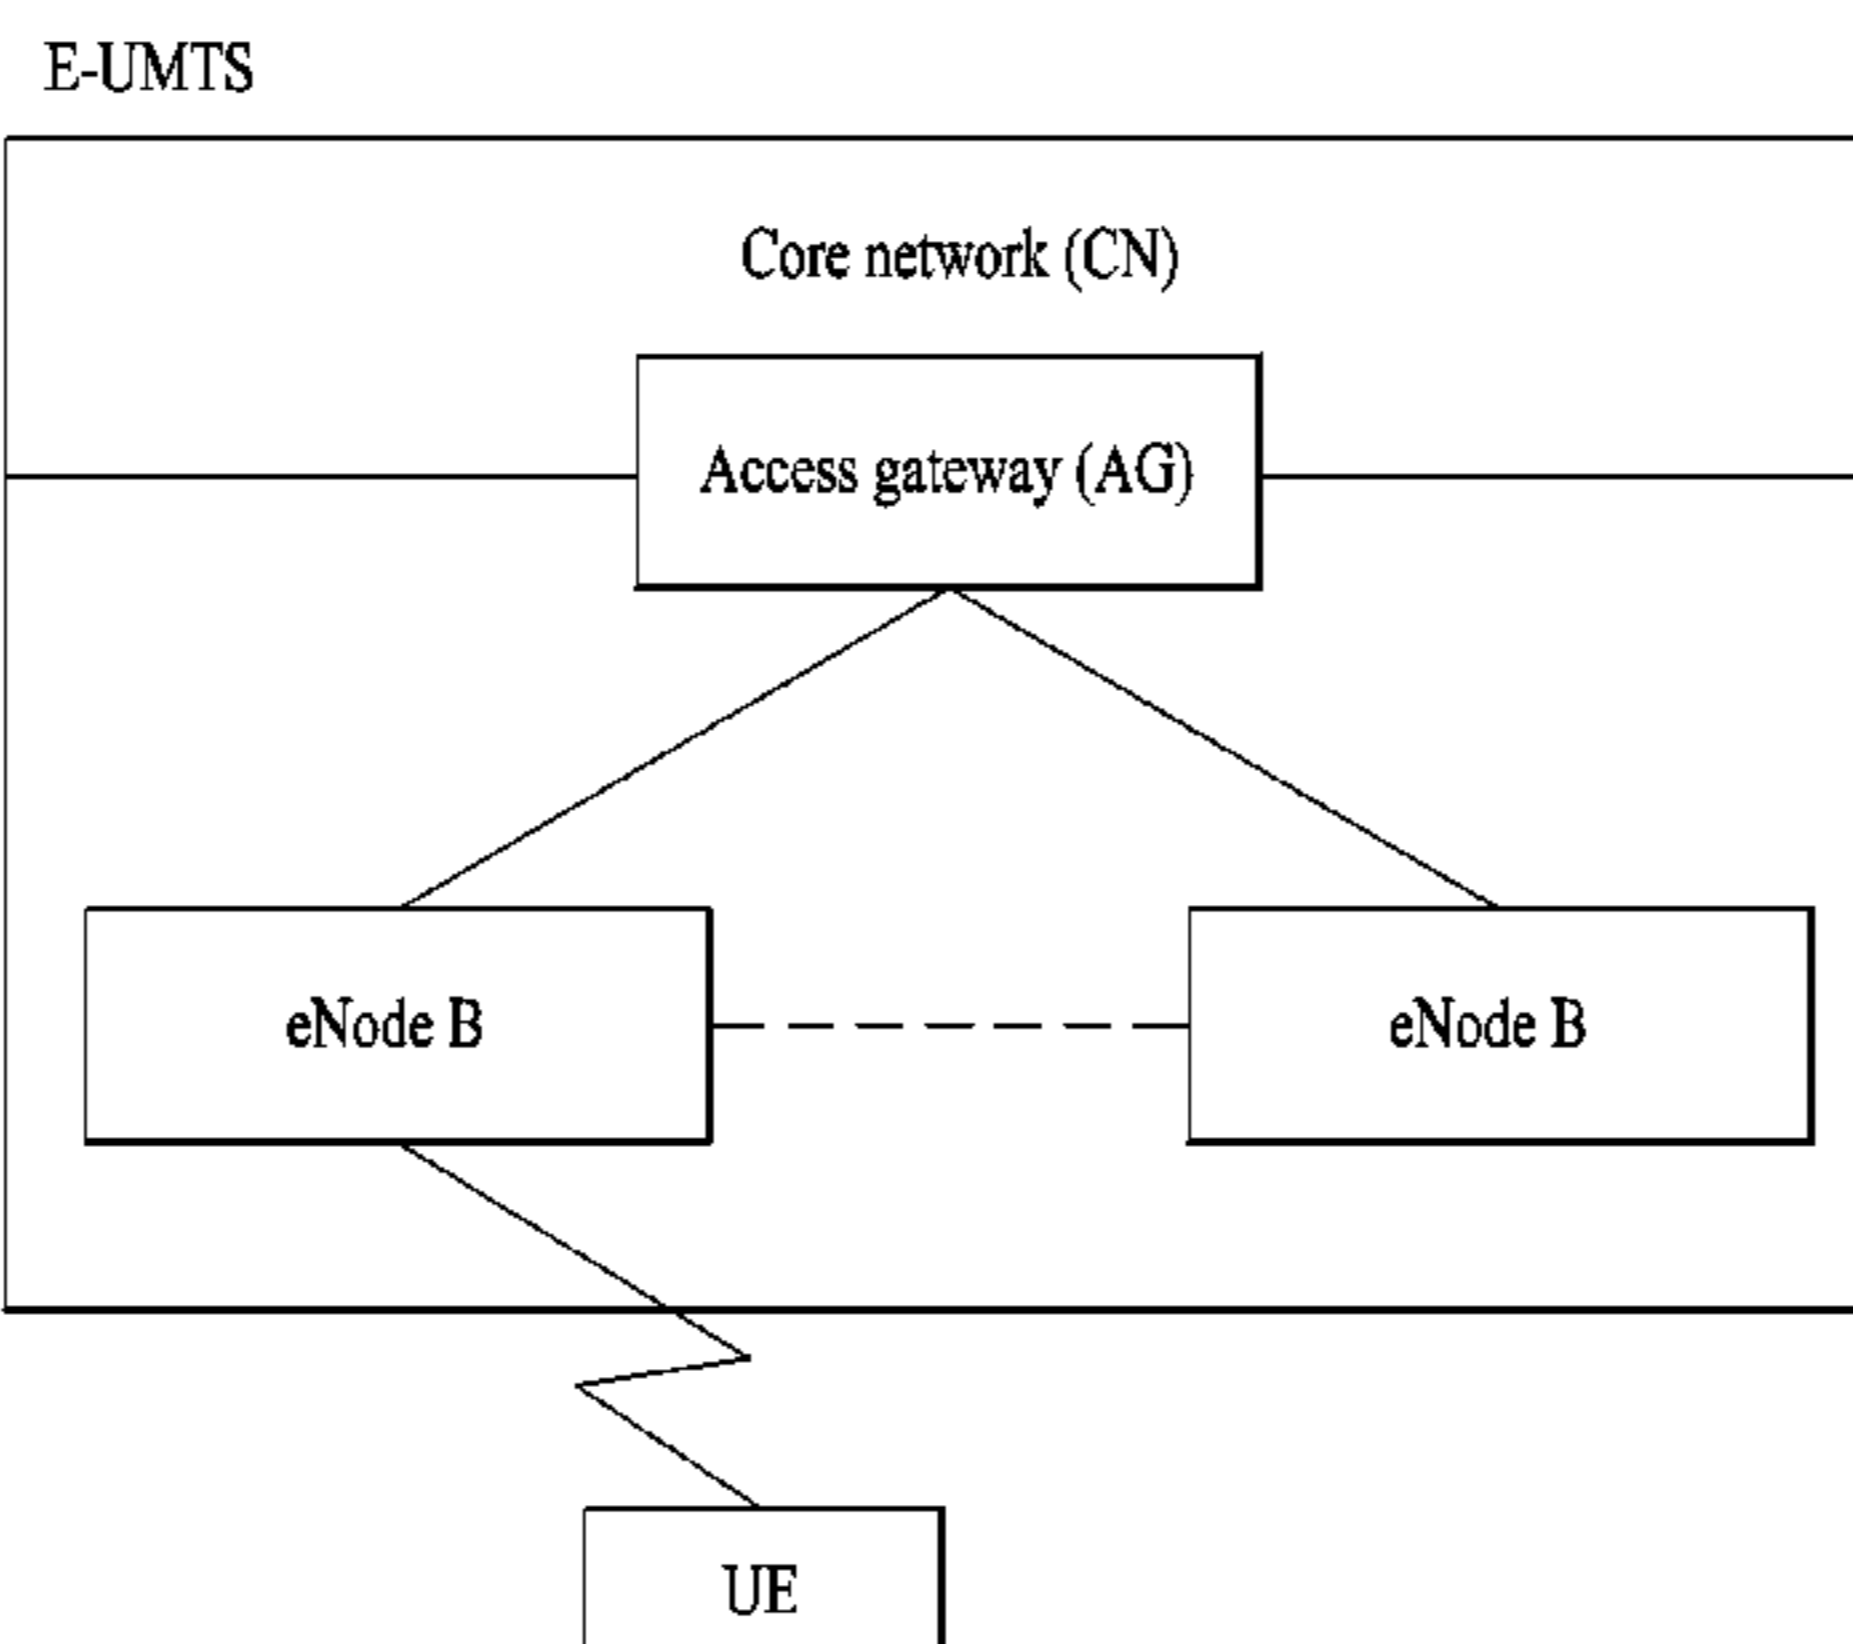 E-UMTS
Core network (CN)
Access gateway (AG)
eNode B
eNode B
UE